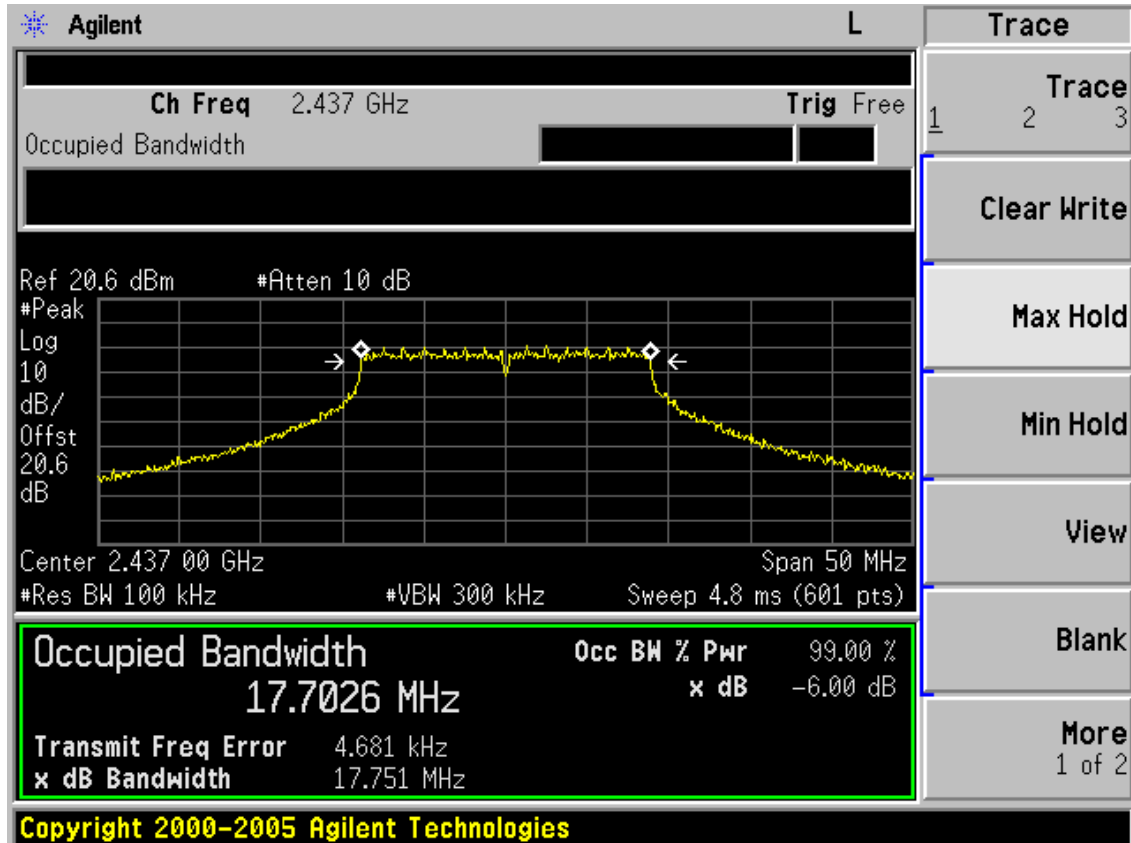 Agilent L
Trace
Ch Freq 2.437 GHz Trig Free
Occupied Bandwidth
Trace
1 2 3
Clear Write
Ref 20.6 dBm #Atten 10 dB
#Peak
Log
10
dB/
Offst
20.6
dB
Max Hold
Min Hold
View
Center 2.437 00 GHz Span 50 MHz
#Res BW 100 kHz #VBW 300 kHz Sweep 4.8 ms (601 pts)
Occupied Bandwidth
17.7026 MHz
Occ BW % Pwr 99.00 %
x dB -6.00 dB
Transmit Freq Error 4.681 kHz
x dB Bandwidth 17.751 MHz
Blank
More
1 of 2
Copyright 2000-2005 Agilent Technologies